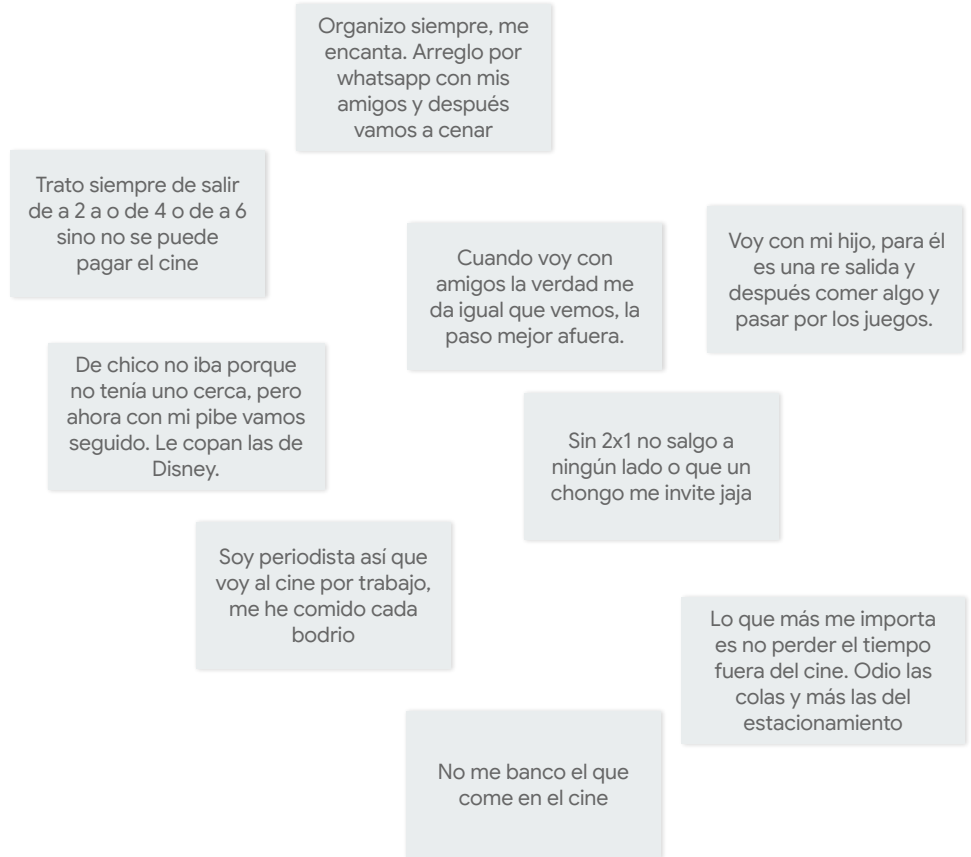 Organizo siempre, me
encanta. Arreglo por
whatsapp con mis
amigos y después
vamos a cenar
Trato siempre de salir
de a 2 a o de 4 o de a 6
sino no se puede
pagar el cine
Cuando voy con
amigos la verdad me
da igual que vemos, la
paso mejor afuera.
Voy con mi hijo, para él
es una re salida y
después comer algo y
pasar por los juegos.
De chico no iba porque
no tenía uno cerca, pero
ahora con mi pibe vamos
seguido. Le copan las de
Disney.
Sin 2x1 no salgo a
ningún lado o que un
chongo me invite jaja
Soy periodista así que
voy al cine por trabajo,
me he comido cada
bodrio
Lo que más me importa
es no perder el tiempo
fuera del cine. Odio las
colas y más las del
estacionamiento
No me banco el que
come en el cine